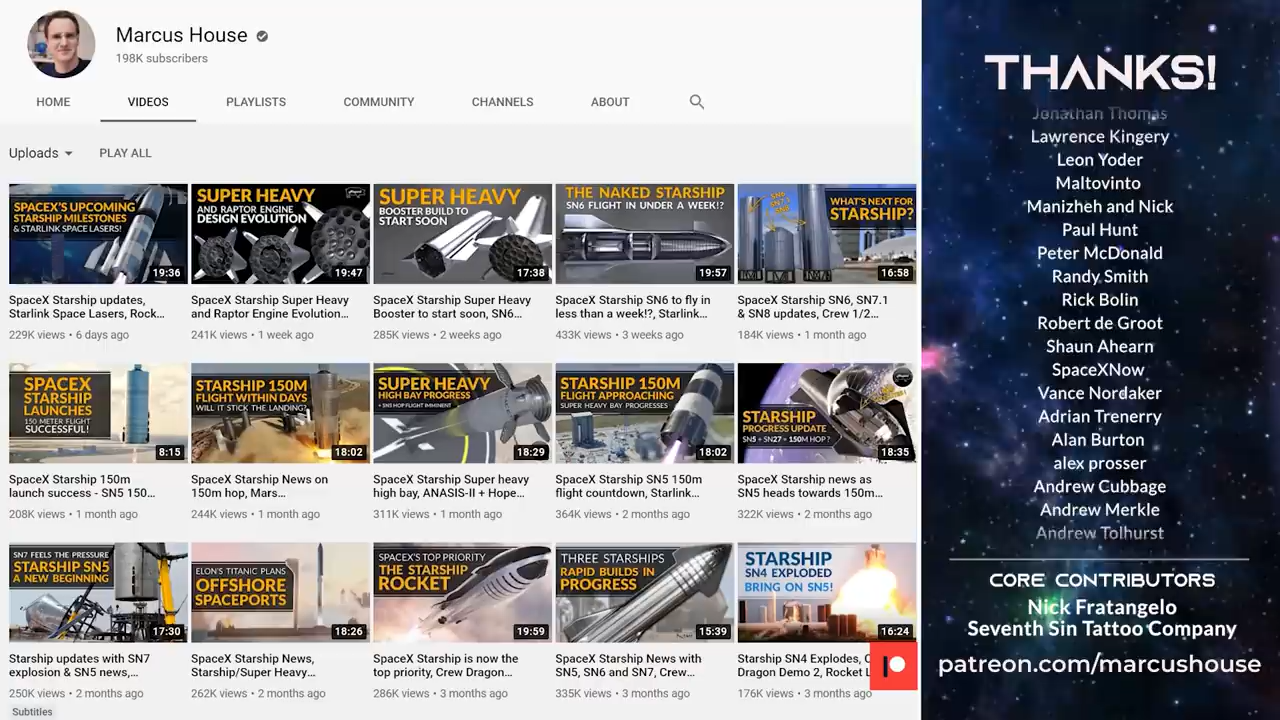 Marcus House
198K subscribers
HOME
VIDEOS
PLAYLISTS
COMMUNITY
CHANNELS
ABOUT
Uploads
PLAY ALL
SPACEX'S UPCOMING
STARSHIP MILESTONES
& STARLINK SPACE LASERS!
19:36
SpaceX Starship updates,
Starlink Space Lasers, Rock...
229K views • 6 days ago
SUPER HEAVY
AND RAPTOR ENGINE
DESIGN EVOLUTION
19:47
SpaceX Starship Super Heavy
and Raptor Engine Evolution...
241K views • 1 week ago
SUPER HEAVY
BOOSTER BUILD TO
START SOON
17:38
SpaceX Starship Super Heavy
Booster to start soon, SN6...
285K views • 2 weeks ago
THE NAKED STARSHIP
SN6 FLIGHT IN UNDER A WEEK!?
19:57
SpaceX Starship SN6 to fly in
less than a week!?, Starlink...
433K views • 3 weeks ago
WHAT'S NEXT FOR
STARSHIP?
16:58
SpaceX Starship SN6, SN7.1
& SN8 updates, Crew 1/2...
184K views • 1 month ago
SPACEX
STARSHIP
LAUNCHES
150 METER FLIGHT
SUCCESSFUL!
8:15
SpaceX Starship 150m
launch success - SN5 150...
208K views • 1 month ago
STARSHIP 150M
FLIGHT WITHIN DAYS
WILL IT STICK THE LANDING?
18:02
SpaceX Starship News on
150m hop, Mars...
244K views • 1 month ago
SUPER HEAVY
HIGH BAY PROGRESS
+ SN5 HOP FLIGHT IMMINENT
18:29
SpaceX Starship Super heavy
high bay, ANASIS-II + Hope...
311K views • 1 month ago
STARSHIP 150M
FLIGHT APPROACHING
SUPER HEAVY BAY PROGRESSES
18:02
SpaceX Starship SN5 150m
flight countdown, Starlink...
364K views • 2 months ago
STARSHIP
PROGRESS UPDATE
SN5 + SN27 = 150M HOP ?
18:35
SpaceX Starship news as
SN5 heads towards 150m...
322K views • 2 months ago
SN7 FEELS THE PRESSURE
STARSHIP SN5
A NEW BEGINNING
17:30
Starship updates with SN7
explosion & SN5 news,...
250K views • 2 months ago
ELON'S TITANIC PLANS
OFFSHORE
SPACEPORTS
18:26
SpaceX Starship News,
Starship/Super Heavy...
262K views • 2 months ago
SPACEX'S TOP PRIORITY
THE STARSHIP
ROCKET
19:59
SpaceX Starship is now the
top priority, Crew Dragon...
286K views • 3 months ago
THREE STARSHIPS
RAPID BUILDS IN
PROGRESS
15:39
SpaceX Starship News with
SN5, SN6 and SN7, Crew...
335K views • 3 months ago
STARSHIP
SN4 EXPLODED
BRING ON SN5!
16:24
Starship SN4 Explodes,
Dragon Demo 2, Rocket
176K views • 3 months ago
Subtitles
THANKS!
Jonathan Thomas
Lawrence Kingery
Leon Yoder
Maltovinto
Manizheh and Nick
Paul Hunt
Peter McDonald
Randy Smith
Rick Bolin
Robert de Groot
Shaun Ahearn
SpaceXNow
Vance Nordaker
Adrian Trenerry
Alan Burton
alex prosser
Andrew Cubbage
Andrew Merkle
Andrew Tolhurst
CORE CONTRIBUTORS
Nick Fratangelo
Seventh Sin Tattoo Company
patreon.com/marcushouse